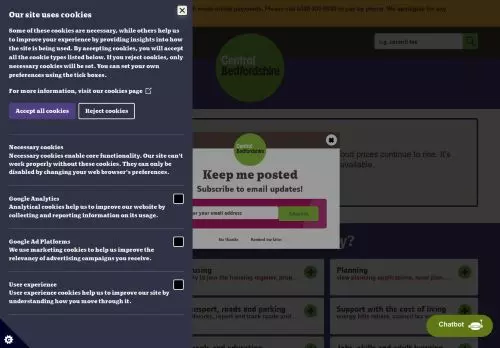 Our site uses cookies
Some of these cookies are necessary, while others help us
to improve your experience by providing insights into how
the site is being used. By accepting cookies, you will accept
all the cookie types listed below. If you reject cookies, only
necessary cookies will be set. You can set your own
preferences using the tick boxes.
For more information, visit our cookies page
Accept all cookies
Reject cookies
Necessary cookies
Necessary cookies enable core functionality. Our site can't
work properly without these cookies. They can only be
disabled by changing your web browser's preferences.
Google Analytics
Analytical cookies help us to improve our website by
collecting and reporting information on its usage.
Google Ad Platforms
We use marketing cookies to help us improve the
relevancy of advertising campaigns you receive.
User experience
User experience cookies help us to improve our site by
understanding how you move through it.
Central
Bedfordshire
e.g. council tax
Central
Bedfordshire
Keep me posted
Subscribe to email updates!
your email address
No thanks
Remind me later
prices continue to rise. It's
Planning
roads and parking
Support with the cost of living
Chatbot